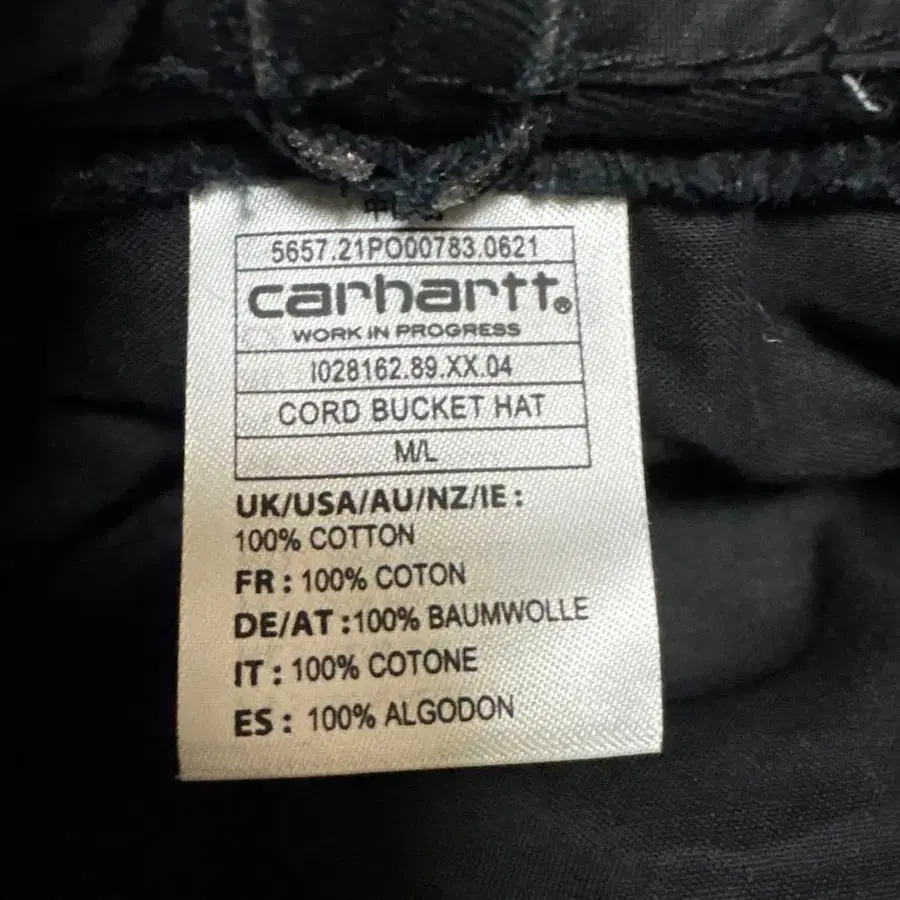 5657.21PO00783.0621
carhartt®
WORK IN PROGRESS
I028162.89.XX.04
CORD BUCKET HAT
M/L
UK/USA/AU/NZ/IE :
100% COTTON
FR : 100% COTON
DE/AT :100% BAUMWOLLE
IT : 100% COTONE
ES : 100% ALGODON